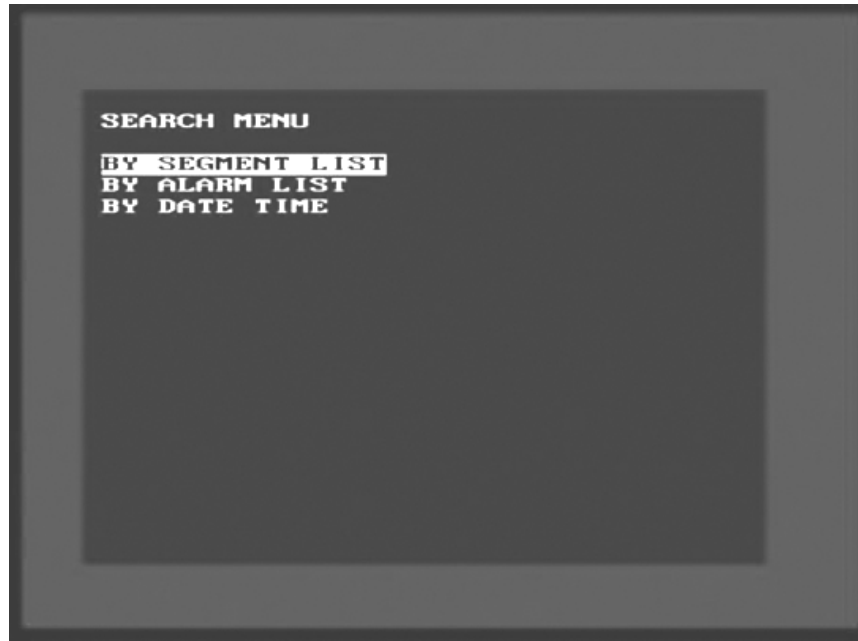 SEARCH MENU
BY SEGMENT LIST
BY ALARM LIST
BY DATE TIME